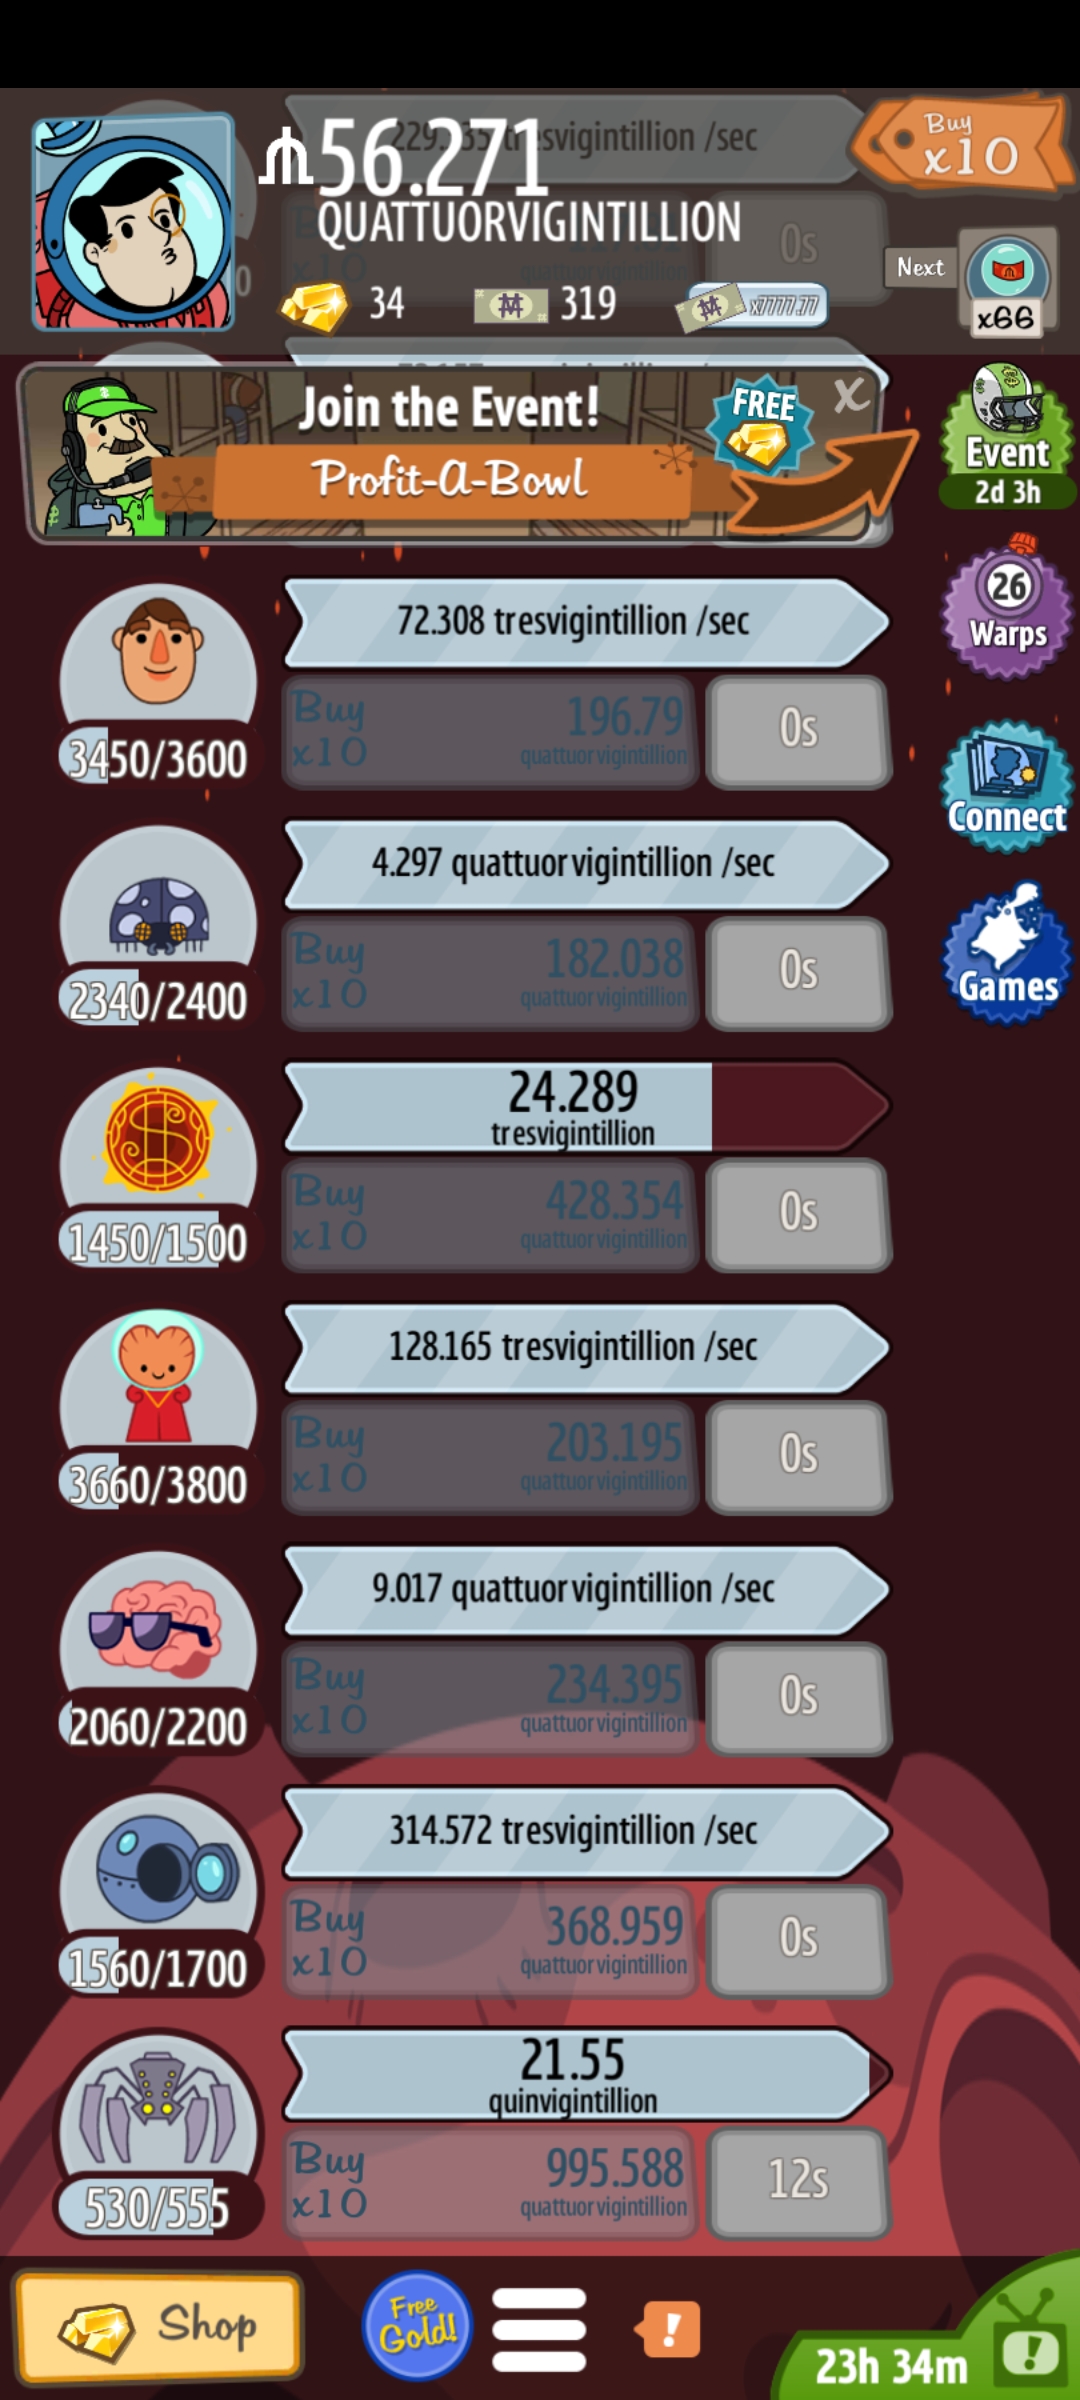 229.335 tresvigintillion /sec
56.271
QUATTUORVIGINTILLION
Buy
x10
0s
34
319
x7777.77
Next
x66
Join the Event!
FREE
X
Profit-A-Bowl
Event
2d 3h
26
Warps
Connect
Games
72.308 tresvigintillion /sec
3450/3600
Buy
x10
196.79
quattuorvigintillion
0s
4.297 quattuorvigintillion /sec
2340/2400
Buy
x10
182.038
quattuorvigintillion
0s
24.289
tresvigintillion
1450/1500
Buy
x10
428.354
quattuorvigintillion
0s
128.165 tresvigintillion /sec
3660/3800
Buy
x10
203.195
quattuorvigintillion
0s
9.017 quattuorvigintillion /sec
2060/2200
Buy
x10
234.395
quattuorvigintillion
0s
314.572 tresvigintillion /sec
1560/1700
Buy
x10
368.959
quattuorvigintillion
0s
21.55
quinvigintillion
530/555
Buy
x10
995.588
quattuorvigintillion
12s
Shop
Free
Gold!
!
23h 34m
!